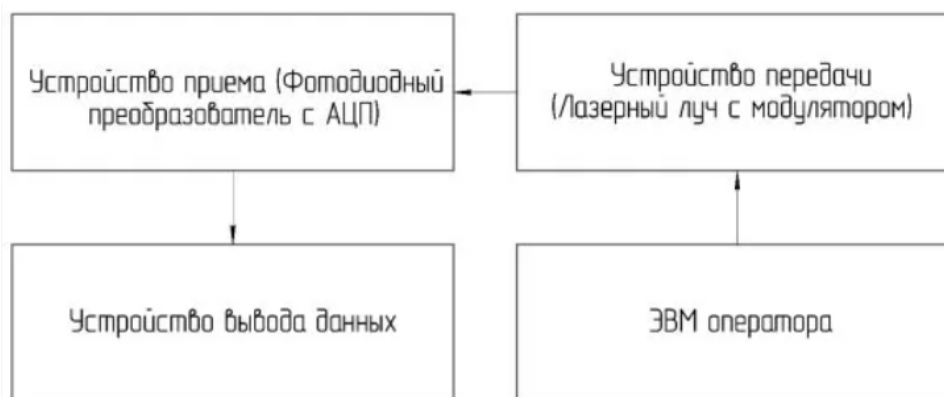 Устройство приема (Фотодиодный
преобразователь с АЦП)
Устройство передачи
(Лазерный луч с модулятором)
Устройство вывода данных
ЭВМ оператора